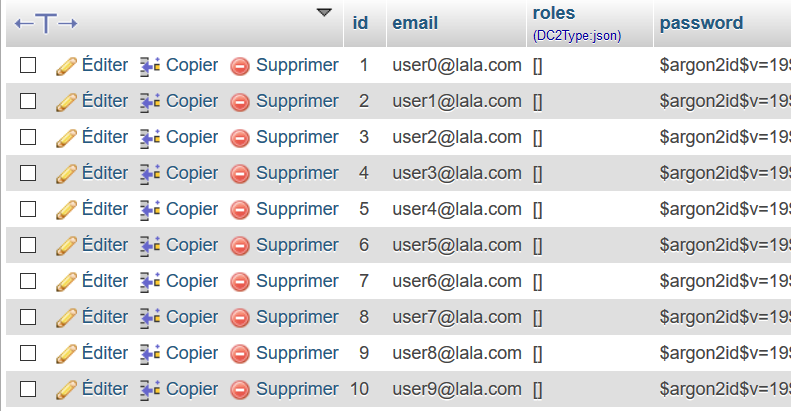 id email roles (DC2Type:json) password
Éditer Copier Supprimer 1 user0@lala.com [] $argon2id$v=19$
Éditer Copier Supprimer 2 user1@lala.com [] $argon2id$v=19$
Éditer Copier Supprimer 3 user2@lala.com [] $argon2id$v=19$
Éditer Copier Supprimer 4 user3@lala.com [] $argon2id$v=19$
Éditer Copier Supprimer 5 user4@lala.com [] $argon2id$v=19$
Éditer Copier Supprimer 6 user5@lala.com [] $argon2id$v=19$
Éditer Copier Supprimer 7 user6@lala.com [] $argon2id$v=19$
Éditer Copier Supprimer 8 user7@lala.com [] $argon2id$v=19$
Éditer Copier Supprimer 9 user8@lala.com [] $argon2id$v=19$
Éditer Copier Supprimer 10 user9@lala.com [] $argon2id$v=19$